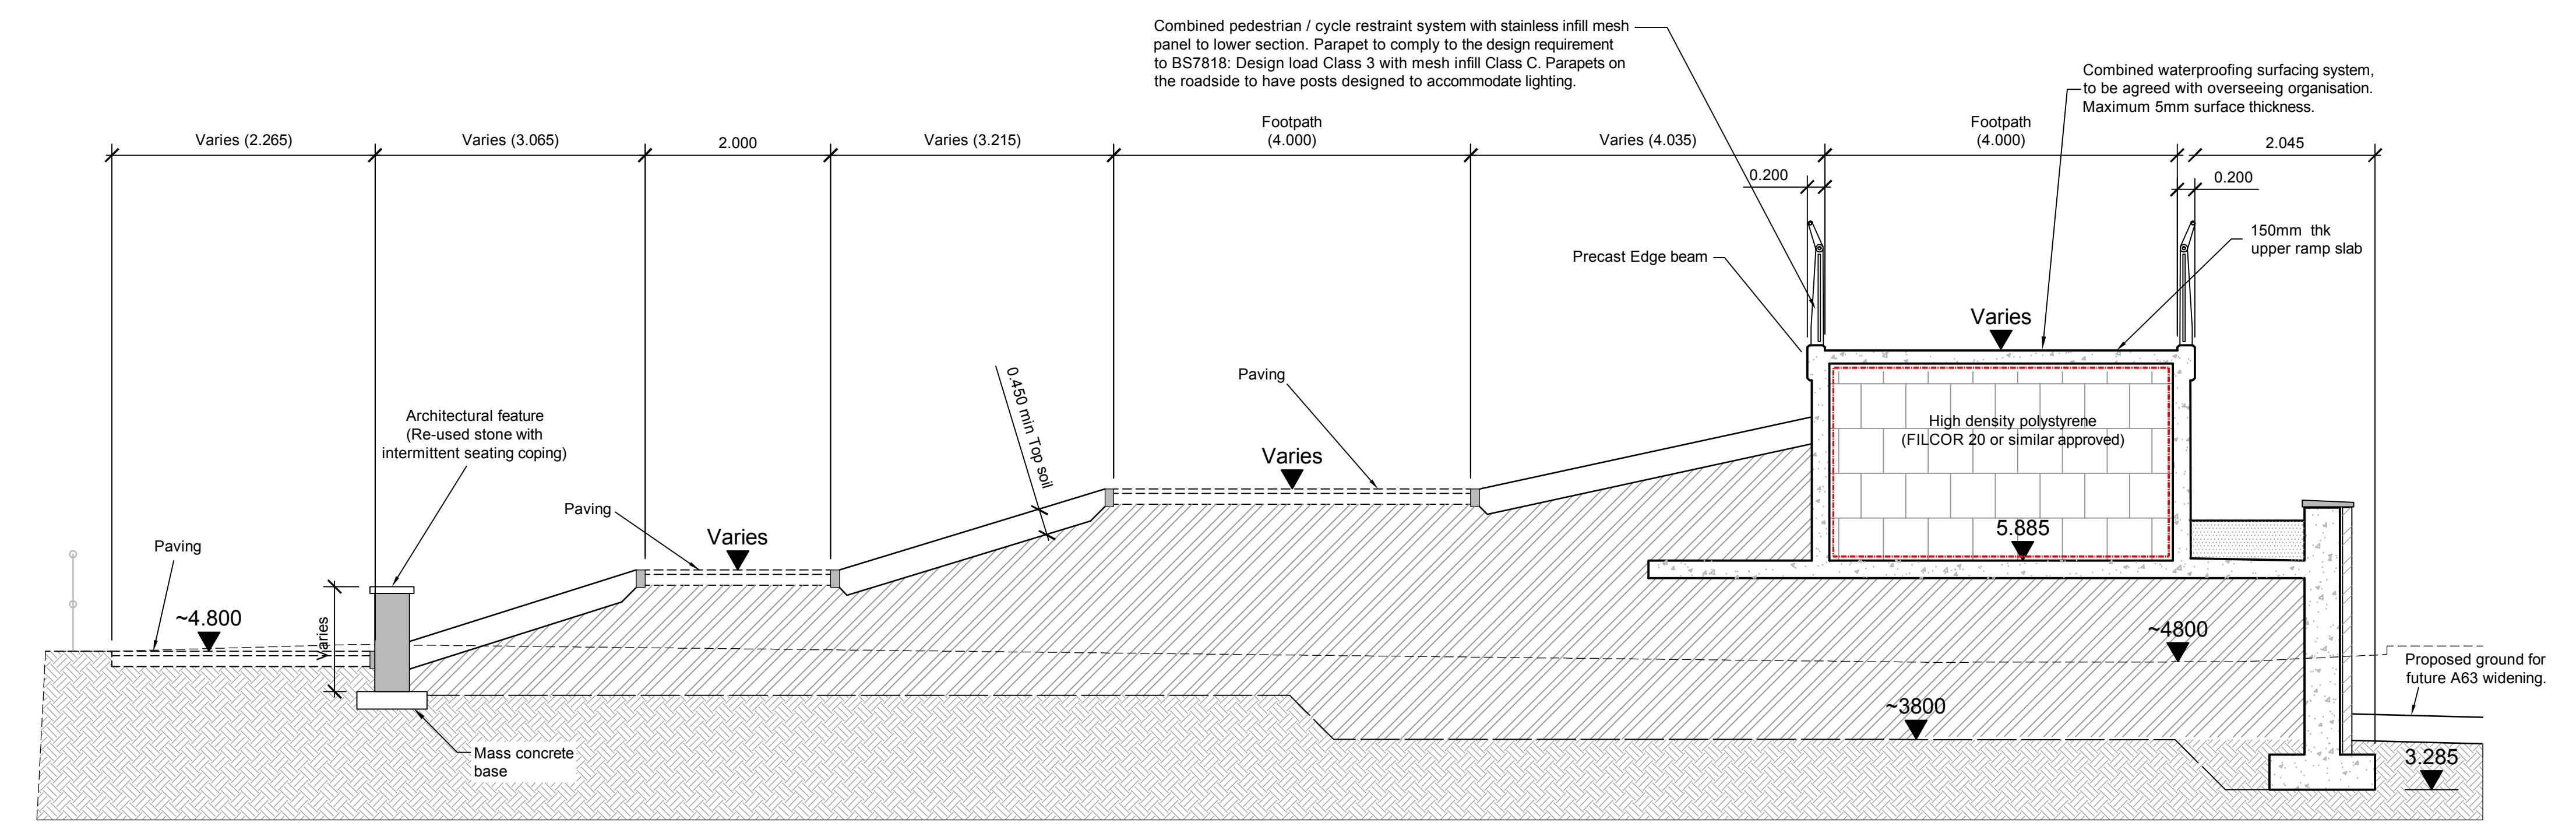 Combined pedestrian / cycle restraint system with stainless infill mesh
panel to lower section. Parapet to comply to the design requirement
to BS7818: Design load Class 3 with mesh infill Class C. Parapets on
the roadside to have posts designed to accommodate lighting.
Combined waterproofing surfacing system,
to be agreed with overseeing organisation.
Maximum 5mm surface thickness.
Varies (2.265)
Varies (3.065)
2.000
Varies (3.215)
Footpath
(4.000)
Varies (4.035)
Footpath
(4.000)
2.045
0.200
0.200
150mm thk
upper ramp slab
Precast Edge beam
Varies
0.450 min Top soil
Paving
Architectural feature
(Re-used stone with
intermittent seating coping)
High density polystyrene
(FILCOR 20 or similar approved)
Varies
Paving
Varies
5.885
Paving
~4.800
Varies
~4800
Proposed ground for
future A63 widening.
~3800
Mass concrete
base
3.285